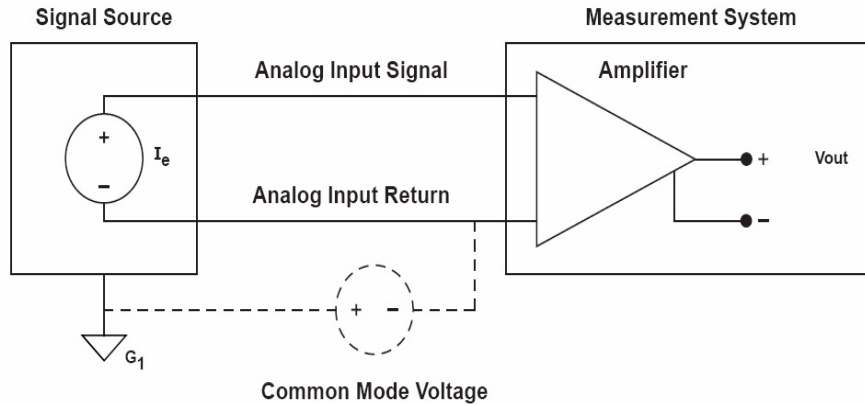 Signal Source
Measurement System
Analog Input Signal
Amplifier
+
Ie
−
+
Vout
Analog Input Return
−
+ −
G1
Common Mode Voltage